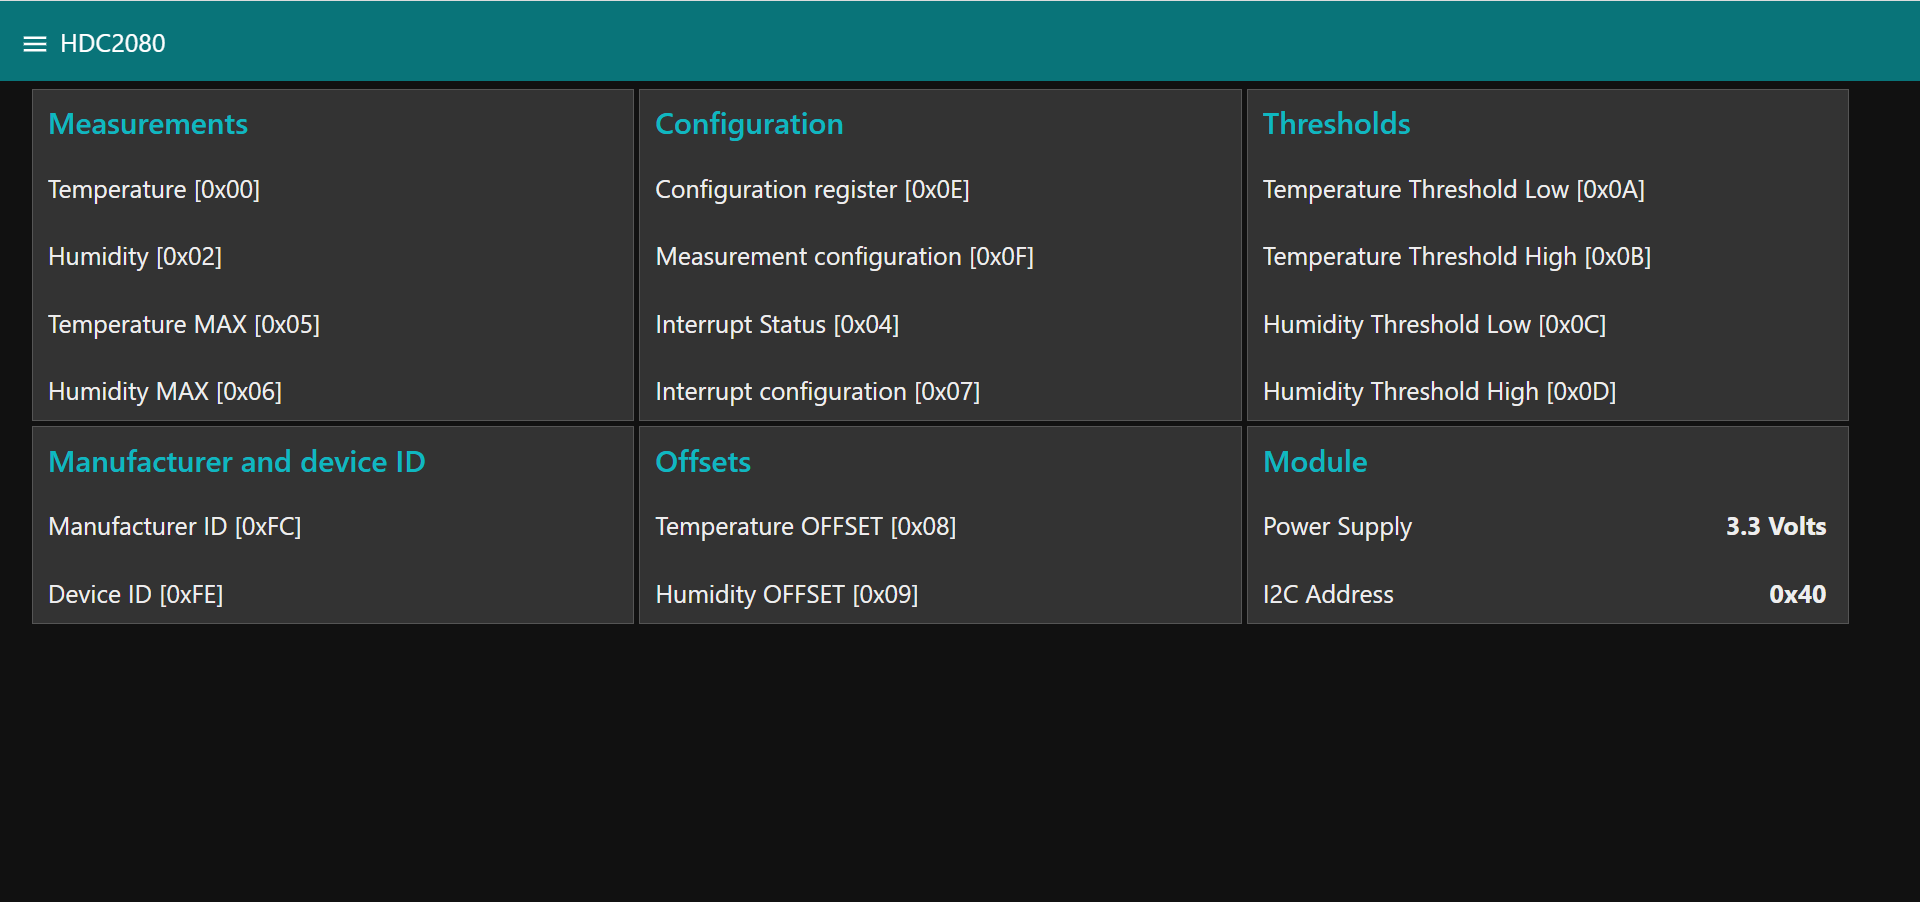 HDC2080
Measurements
Temperature [0x00]
Humidity [0x02]
Temperature MAX [0x05]
Humidity MAX [0x06]
Configuration
Configuration register [0x0E]
Measurement configuration [0x0F]
Interrupt Status [0x04]
Interrupt configuration [0x07]
Thresholds
Temperature Threshold Low [0x0A]
Temperature Threshold High [0x0B]
Humidity Threshold Low [0x0C]
Humidity Threshold High [0x0D]
Manufacturer and device ID
Manufacturer ID [0xFC]
Device ID [0xFE]
Offsets
Temperature OFFSET [0x08]
Humidity OFFSET [0x09]
Module
Power Supply 3.3 Volts
I2C Address 0x40